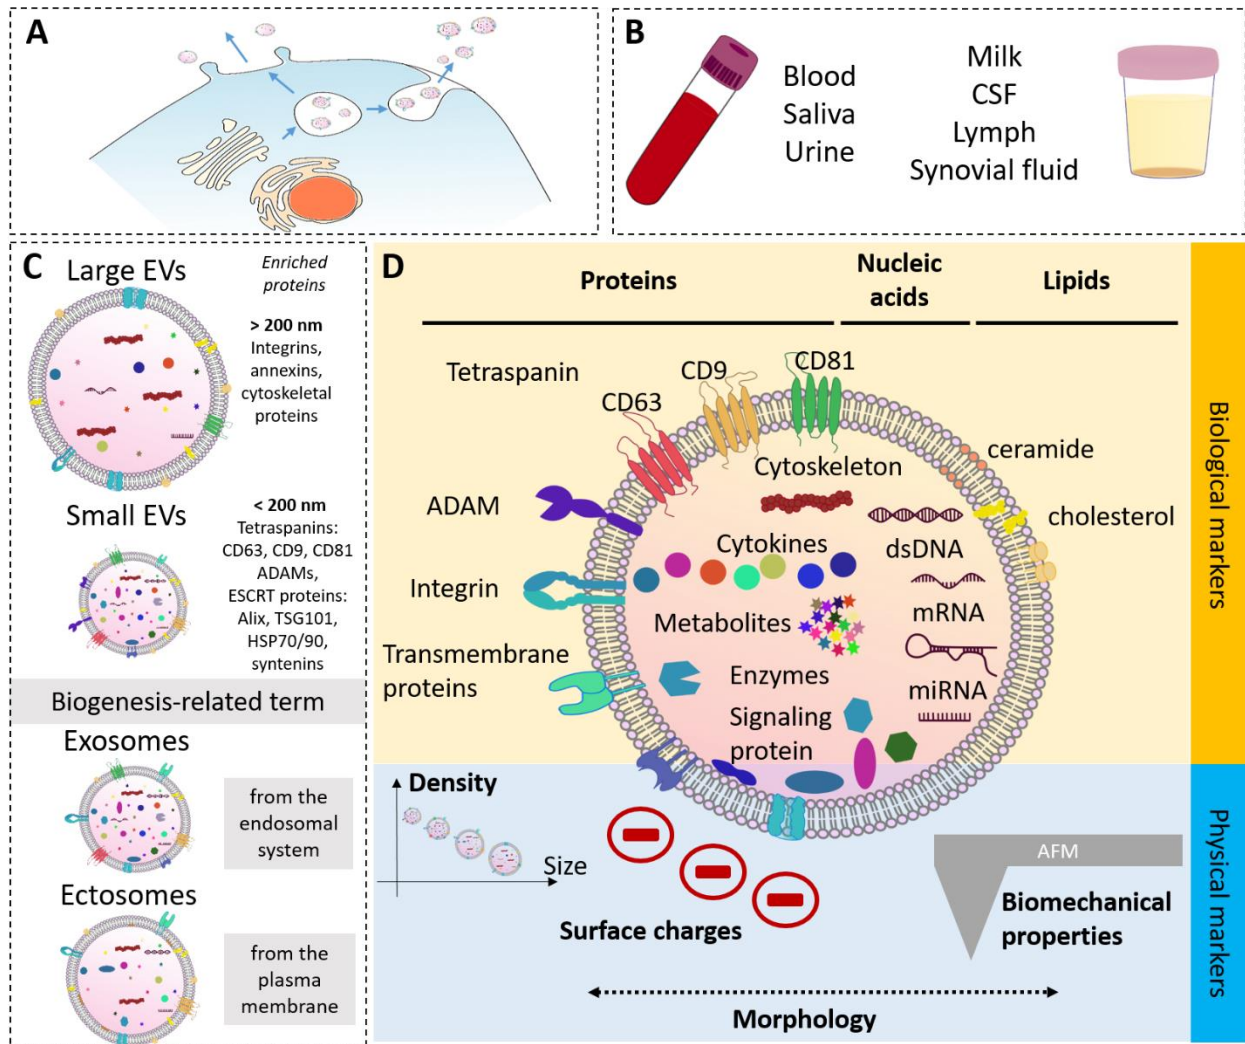 A
B
Blood
Saliva
Urine
Milk
CSF
Lymph
Synovial fluid
C
Large EVs
Enriched
proteins
> 200 nm
Integrins,
annexins,
cytoskeletal
proteins
Small EVs
< 200 nm
Tetraspanins:
CD63, CD9, CD81
ADAMs,
ESCRT proteins:
Alix, TSG101,
HSP70/90,
syntenins
Biogenesis-related term
Exosomes
from the
endosomal
system
Ectosomes
from the
plasma
membrane
D
Proteins
Nucleic
acids
Lipids
Tetraspanin
CD63
CD9
CD81
ADAM
Integrin
Transmembrane
proteins
Cytoskeleton
Cytokines
Metabolites
Enzymes
Signaling
protein
dsDNA
mRNA
miRNA
ceramide
cholesterol
Biological markers
Density
Size
Surface charges
AFM
Biomechanical
properties
Morphology
Physical markers